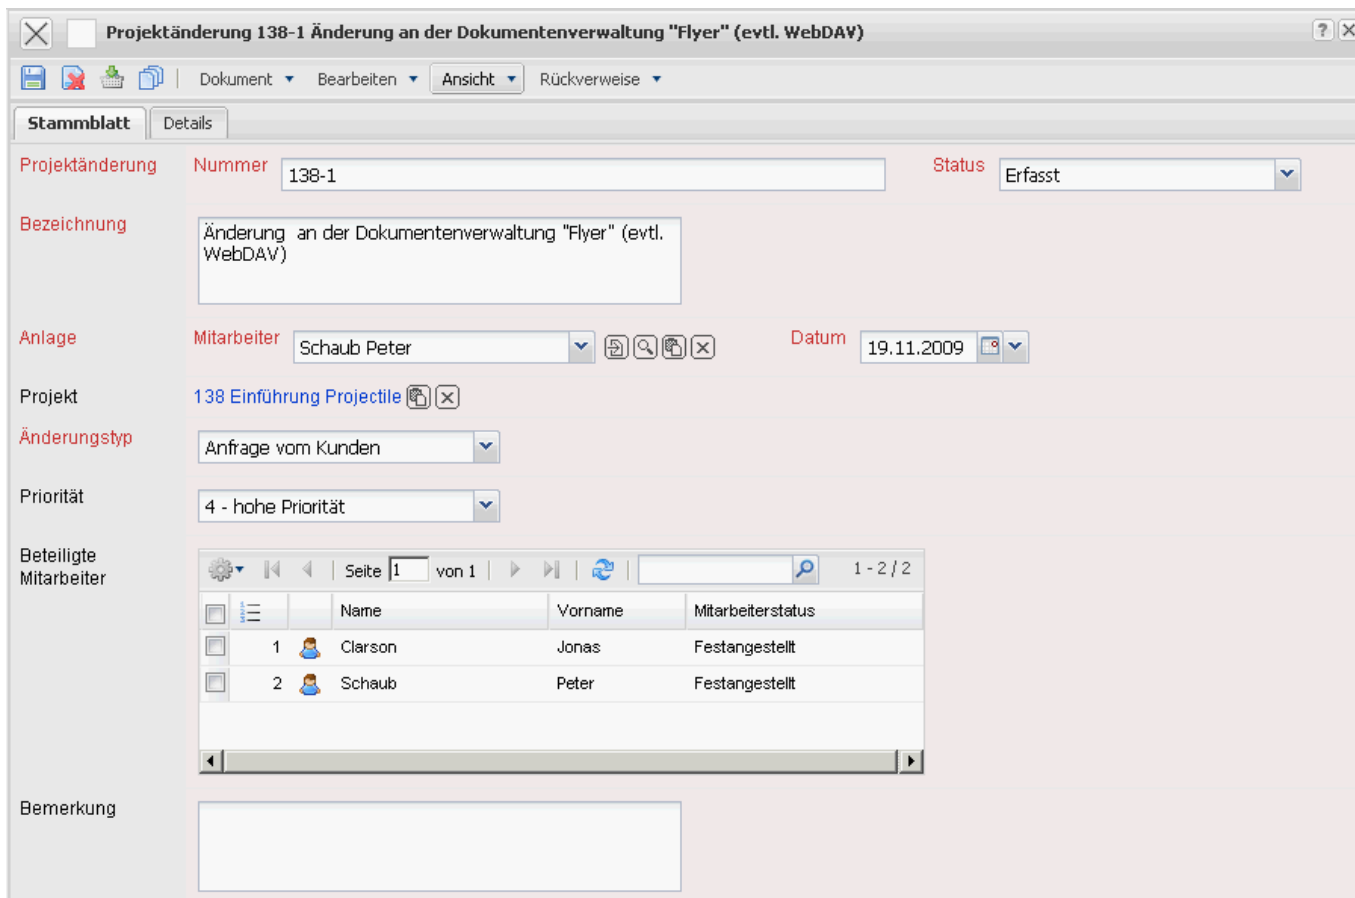 Projektänderung 138-1 Änderung an der Dokumentenverwaltung "Flyer" (evtl. WebDAV)
?
Dokument Bearbeiten Ansicht Rückverweise
Stammblatt Details
Projektänderung Nummer 138-1 Status Erfasst
Bezeichnung Änderung an der Dokumentenverwaltung "Flyer" (evtl.
WebDAV)
Anlage Mitarbeiter Schaub Peter Datum 19.11.2009
Projekt 138 Einführung Projectile
Änderungstyp Anfrage vom Kunden
Priorität 4 - hohe Priorität
Beteiligte
Mitarbeiter
Seite 1 von 1 1 - 2 / 2
Name Vorname Mitarbeiterstatus
1 Clarson Jonas Festangestellt
2 Schaub Peter Festangestellt
Bemerkung